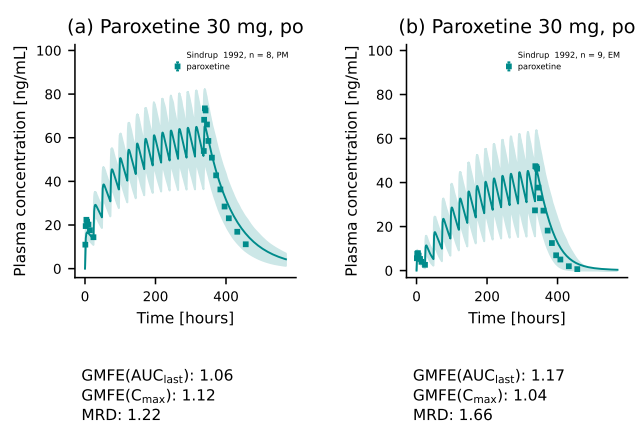 (a) Paroxetine 30 mg, po
Plasma concentration [ng/mL]
100
80
60
40
20
0
Sindrup 1992, n = 8, PM
paroxetine
0 200 400
Time [hours]
GMFE(AUClast): 1.06
GMFE(Cmax): 1.12
MRD: 1.22
(b) Paroxetine 30 mg, po
Plasma concentration [ng/mL]
100
80
60
40
20
0
Sindrup 1992, n = 9, EM
paroxetine
0 200 400
Time [hours]
GMFE(AUClast): 1.17
GMFE(Cmax): 1.04
MRD: 1.66